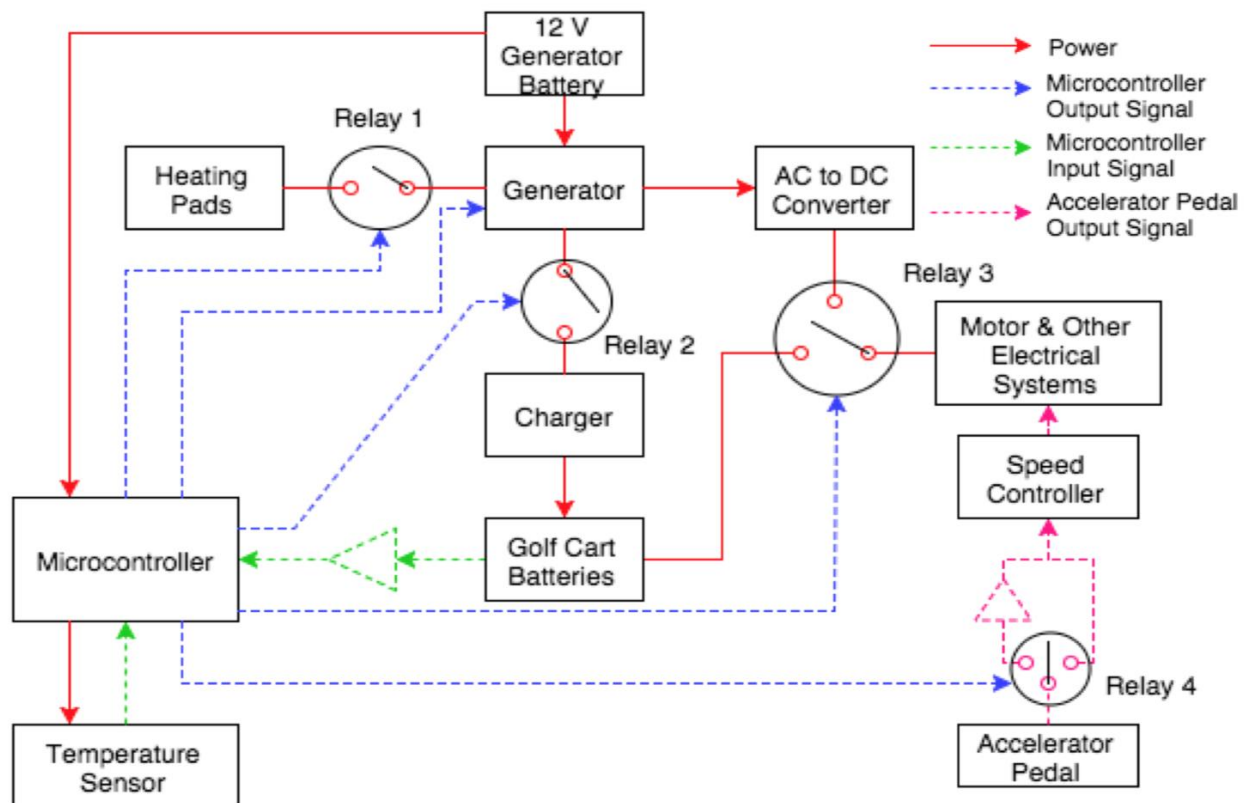 12 V
Generator
Battery
Power
Microcontroller
Output Signal
Relay 1
Microcontroller
Input Signal
Heating
Pads
Generator
AC to DC
Converter
Accelerator Pedal
Output Signal
Relay 3
Relay 2
Motor & Other
Electrical
Systems
Charger
Speed
Controller
Microcontroller
Golf Cart
Batteries
Relay 4
Temperature
Sensor
Accelerator
Pedal